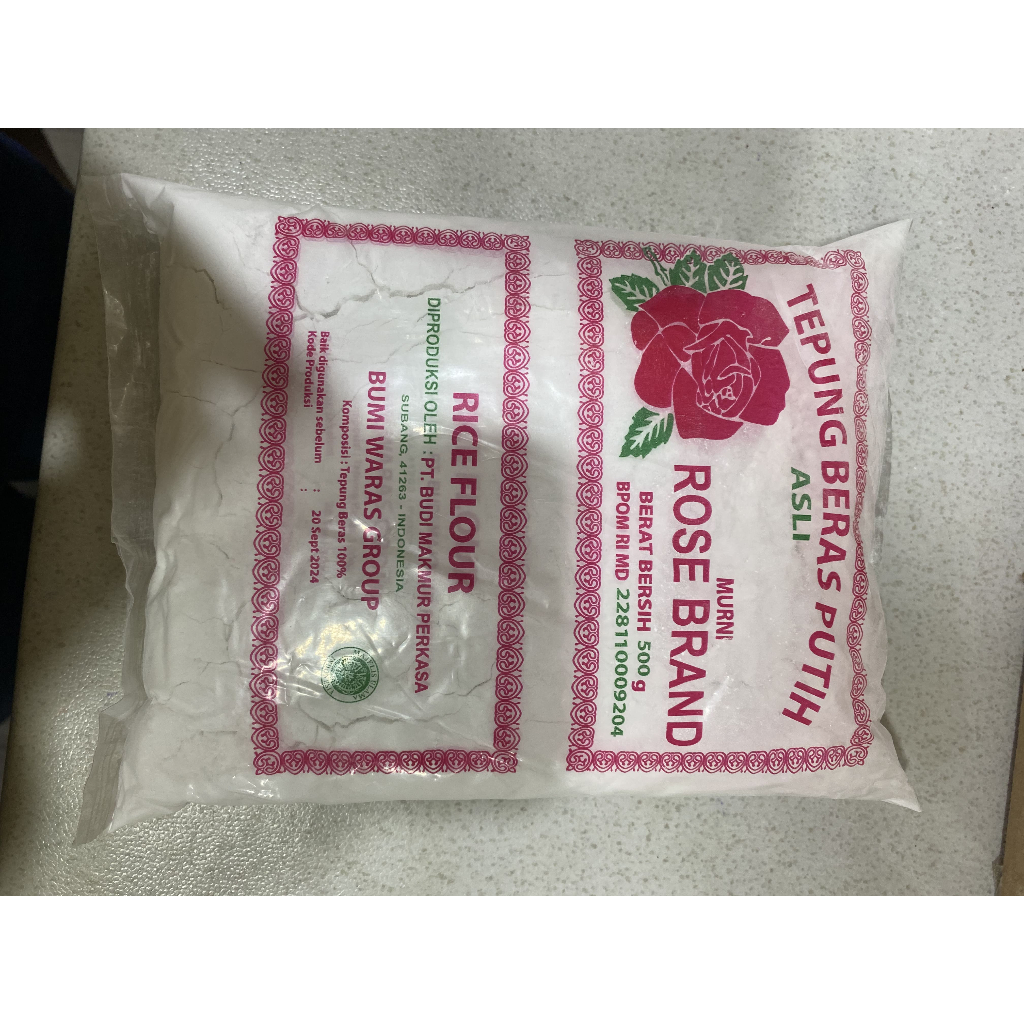 TEPUNG BERAS PUTIH
ASLI
MURNI
ROSE BRAND
BERAT BERSIH 500g
BPOM RI MD 228110009204
RICE FLOUR
DIPRODUKSI OLEH : PT. BUDI MAKMUR PERKASA
SUBANG, 41263 - INDONESIA
BUMI WARAS GROUP
Komposisi : Tepung Beras 100%
Baik digunakan sebelum : 20 Sept 2024
Kode Produksi :